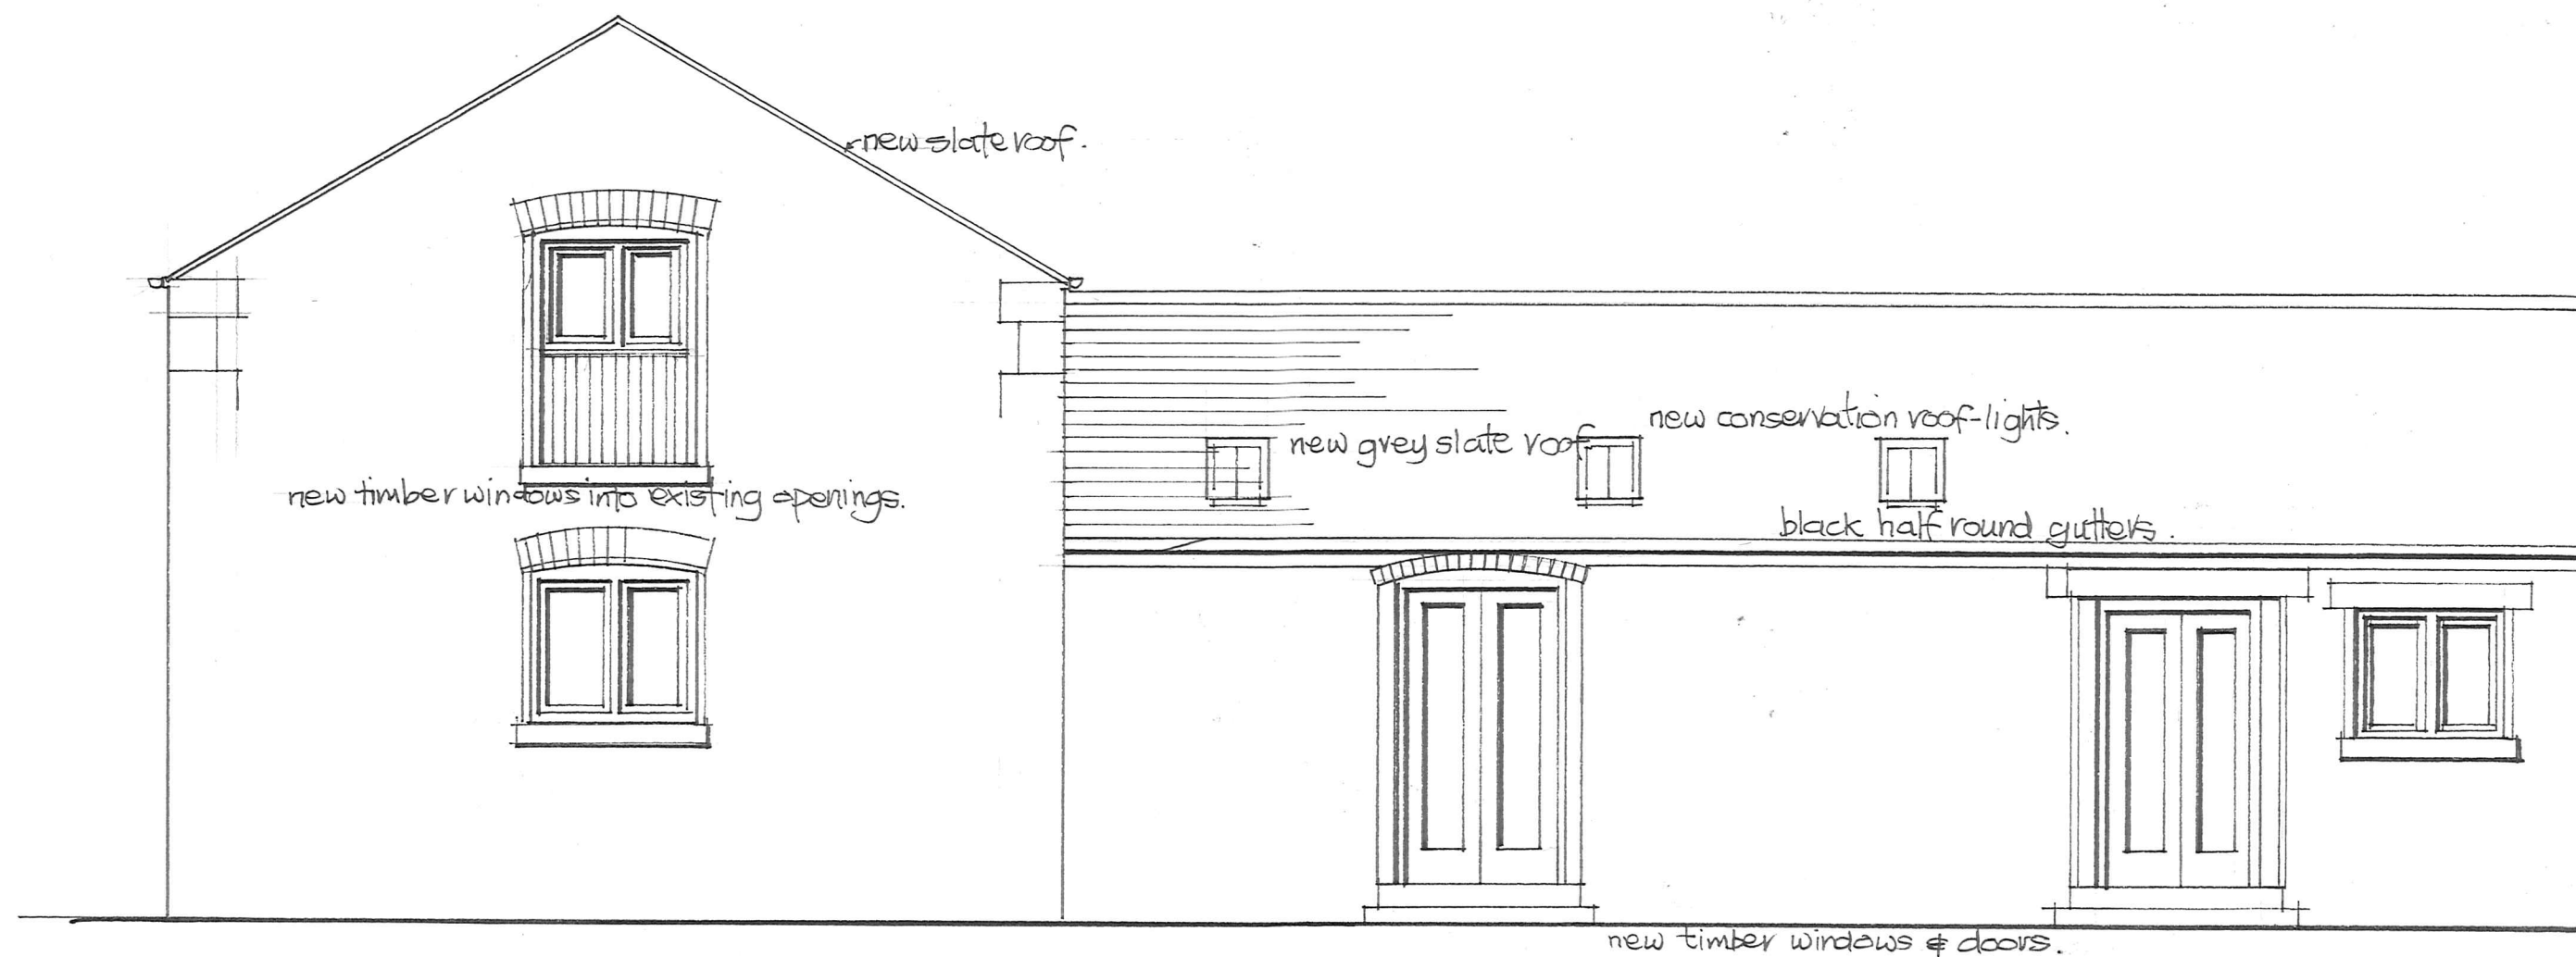 new slate roof.
new conservation roof-lights.
new grey slate roof
new timber windows into existing openings.
black half round gutters.
new timber windows & doors.